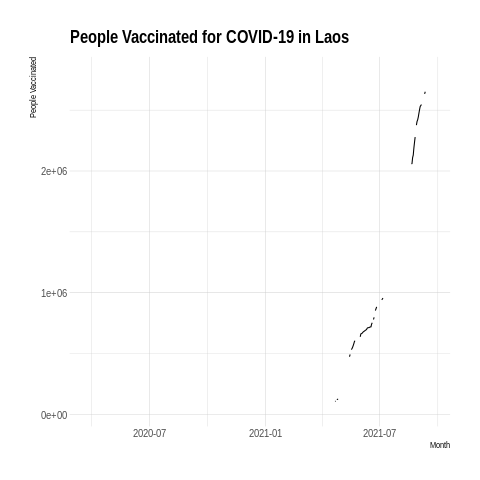 People Vaccinated for COVID-19 in Laos
People Vaccinated
2e+06
1e+06
0e+00
2020-07
2021-01
2021-07
Month